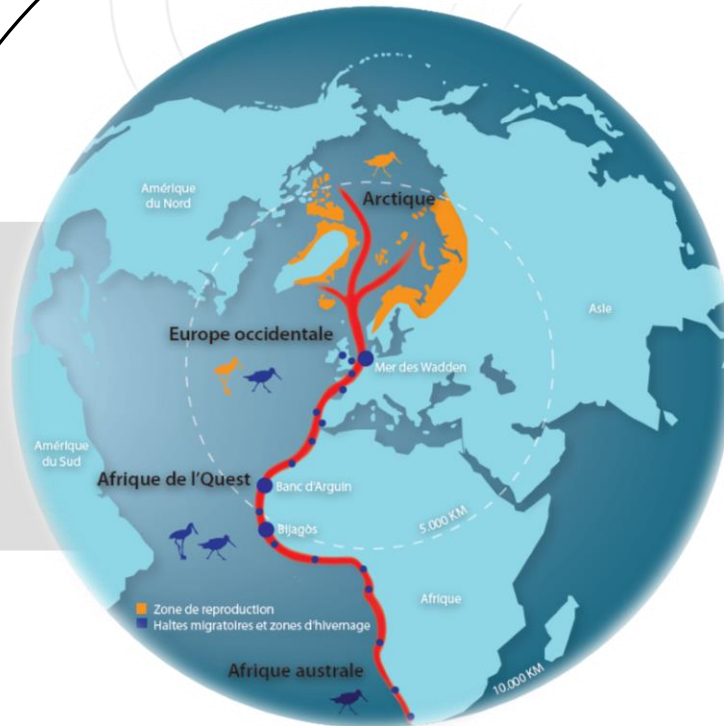 Amérique
du Nord
Arctique
Asie
Europe occidentale
Mer des Wadden
Amérique
du Sud
Afrique de l'Quest
Banc d'Arguin
5.000 KM
Bijagòs
Afrique
Zone de reproduction
Haltes migratoires et zones d'hivernage
Afrique australe
10.000 KM